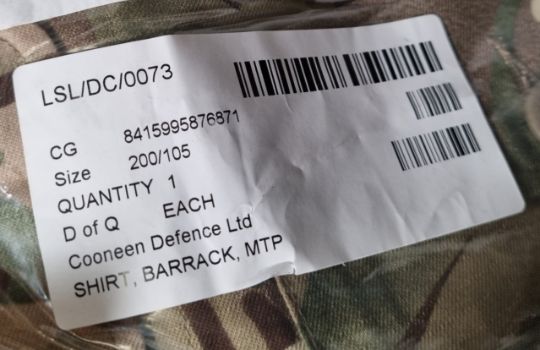 LSL/DC/0073
CG 8415995876871
Size 200/105
QUANTITY 1
D of Q EACH
Cooneen Defence Ltd
SHIRT, BARRACK, MTP